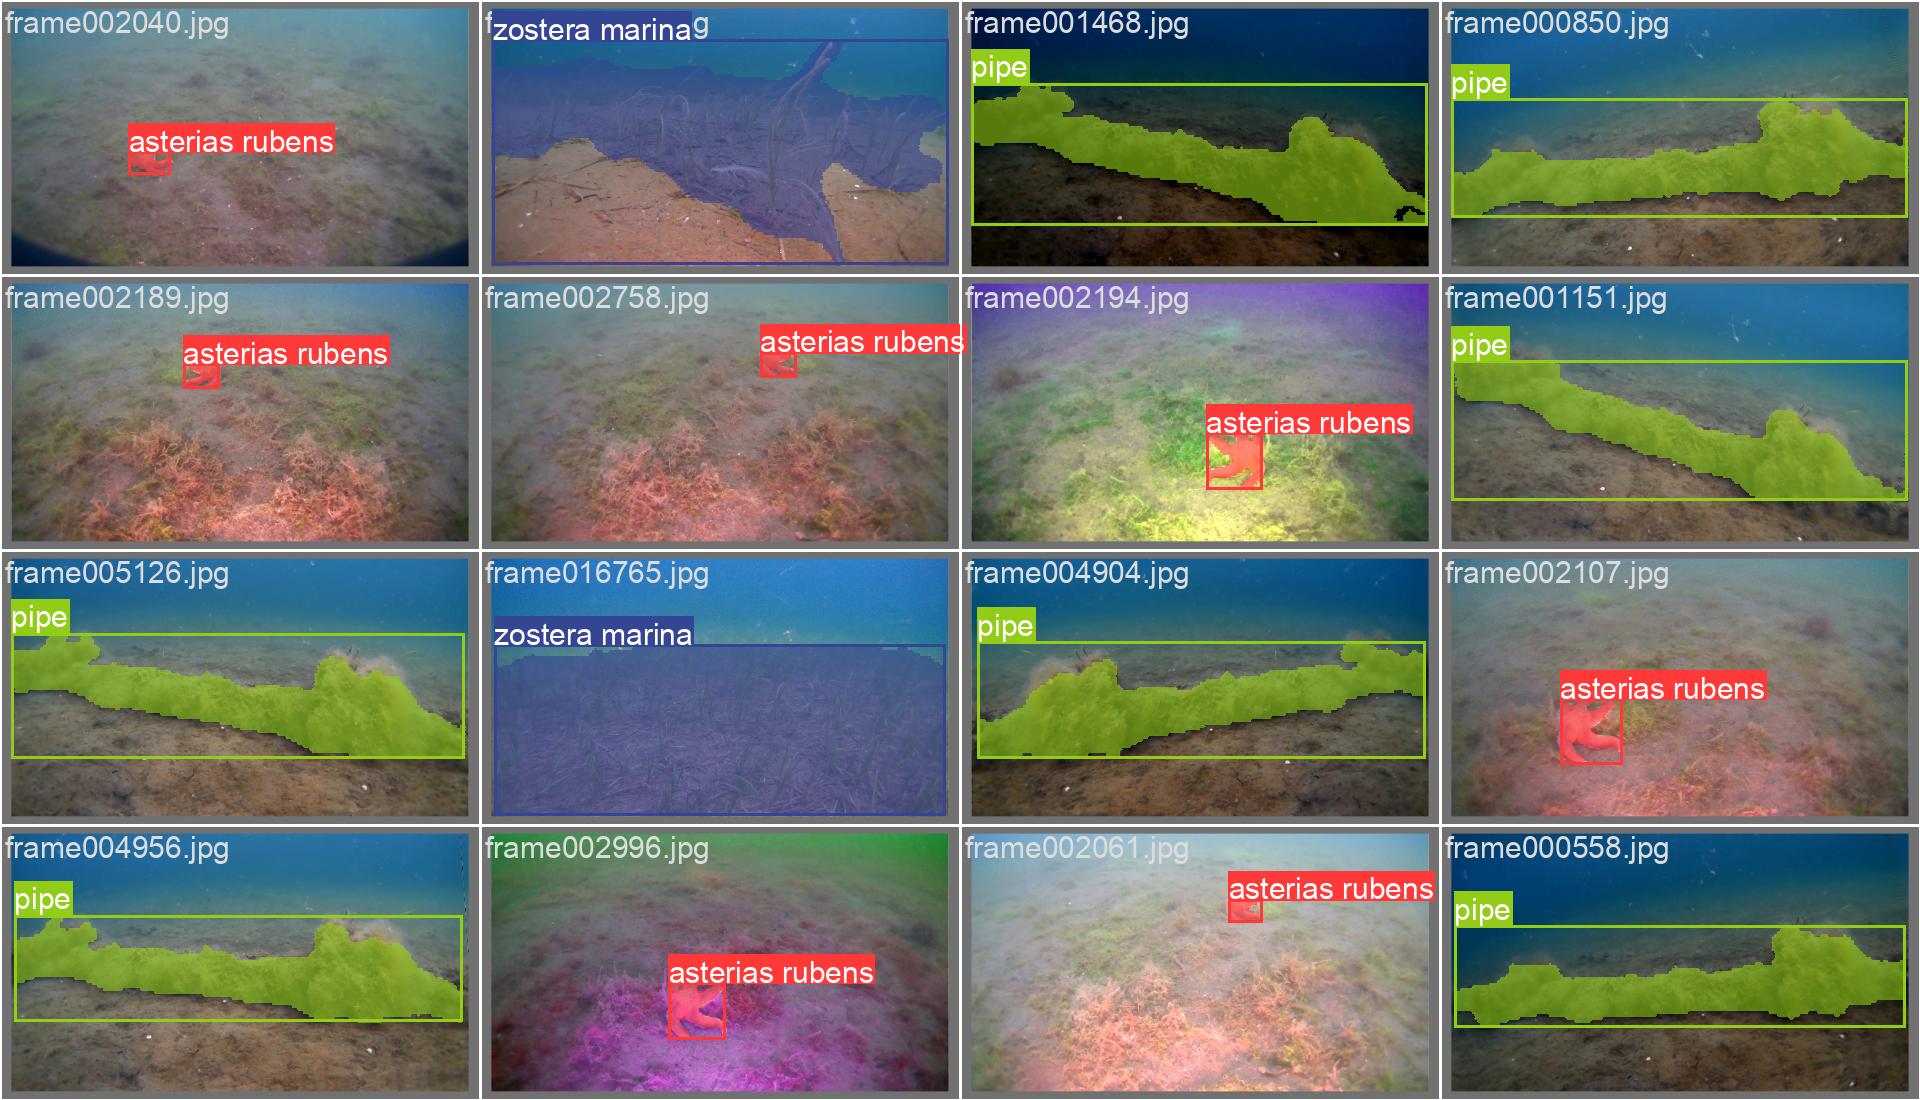 frame002040.jpg
asterias rubens
zostera marina
g
frame001468.jpg
pipe
frame000850.jpg
pipe
frame002189.jpg
asterias rubens
frame002758.jpg
asterias rubens
frame002194.jpg
asterias rubens
frame001151.jpg
pipe
frame005126.jpg
pipe
frame016765.jpg
zostera marina
frame004904.jpg
pipe
frame002107.jpg
asterias rubens
frame004956.jpg
pipe
frame002996.jpg
asterias rubens
frame002061.jpg
asterias rubens
frame000558.jpg
pipe